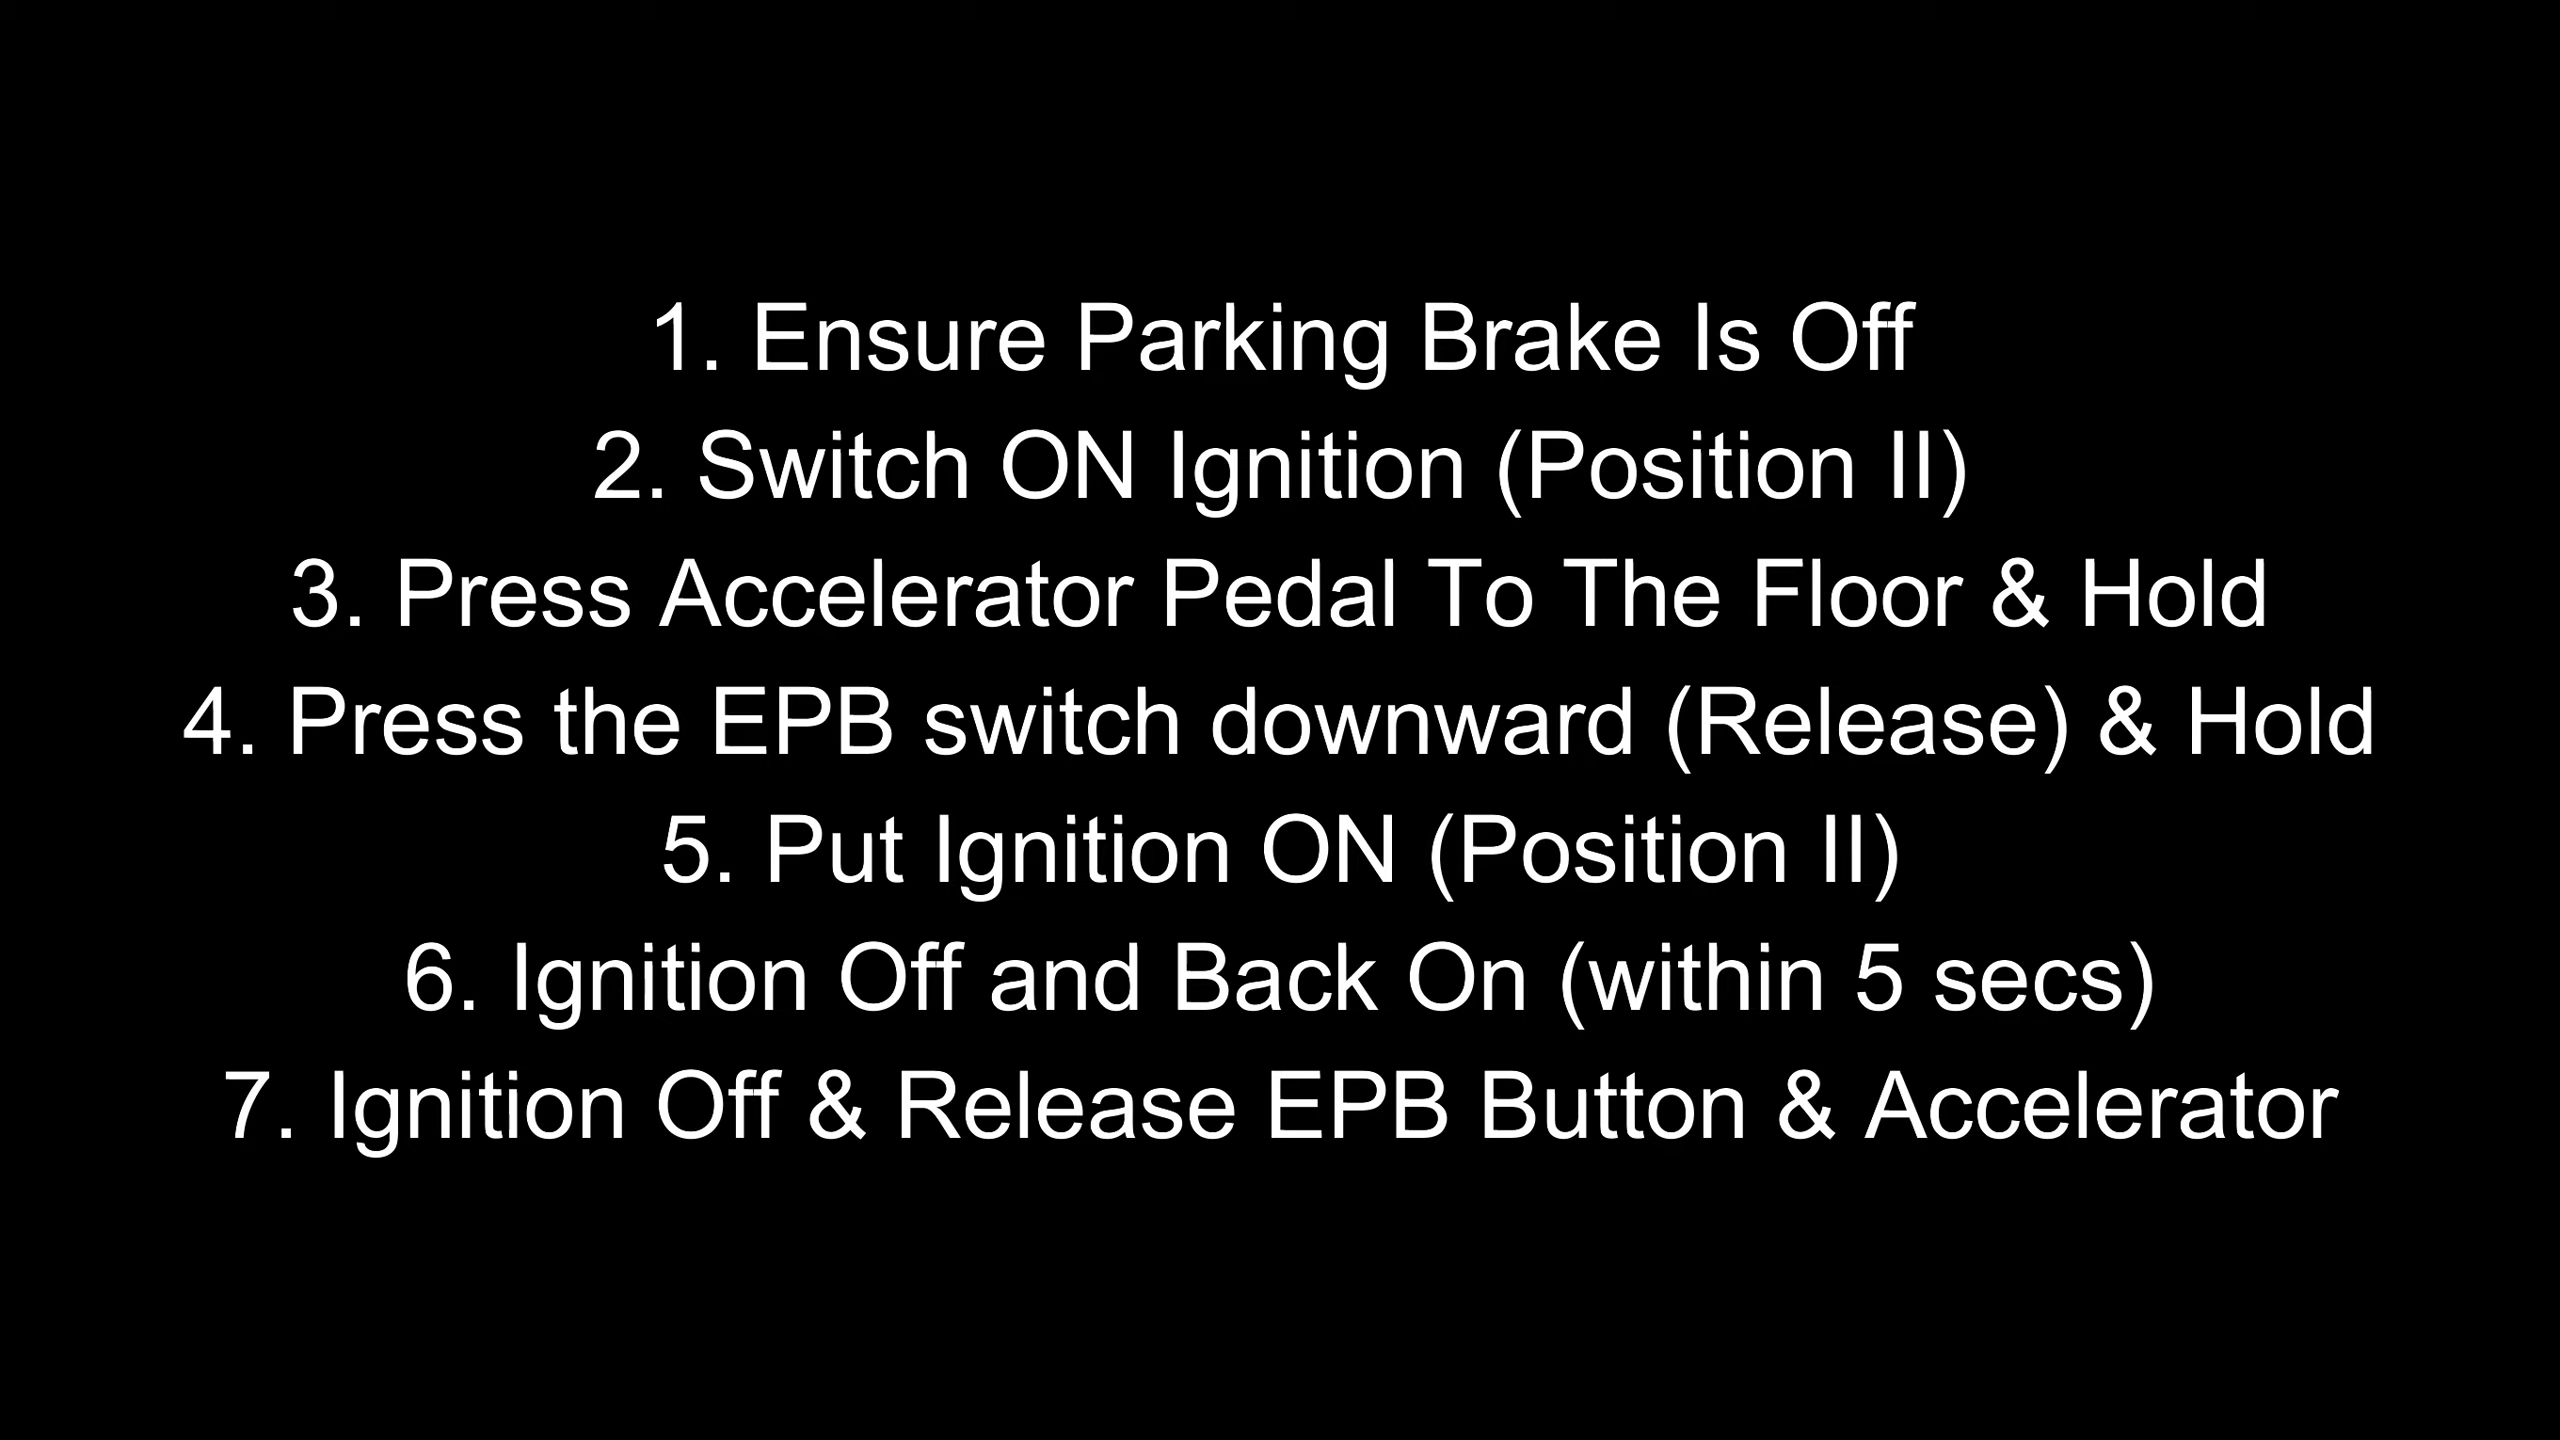 1. Ensure Parking Brake Is Off
2. Switch ON Ignition (Position II)
3. Press Accelerator Pedal To The Floor & Hold
4. Press the EPB switch downward (Release) & Hold
5. Put Ignition ON (Position II)
6. Ignition Off and Back On (within 5 secs)
7. Ignition Off & Release EPB Button & Accelerator